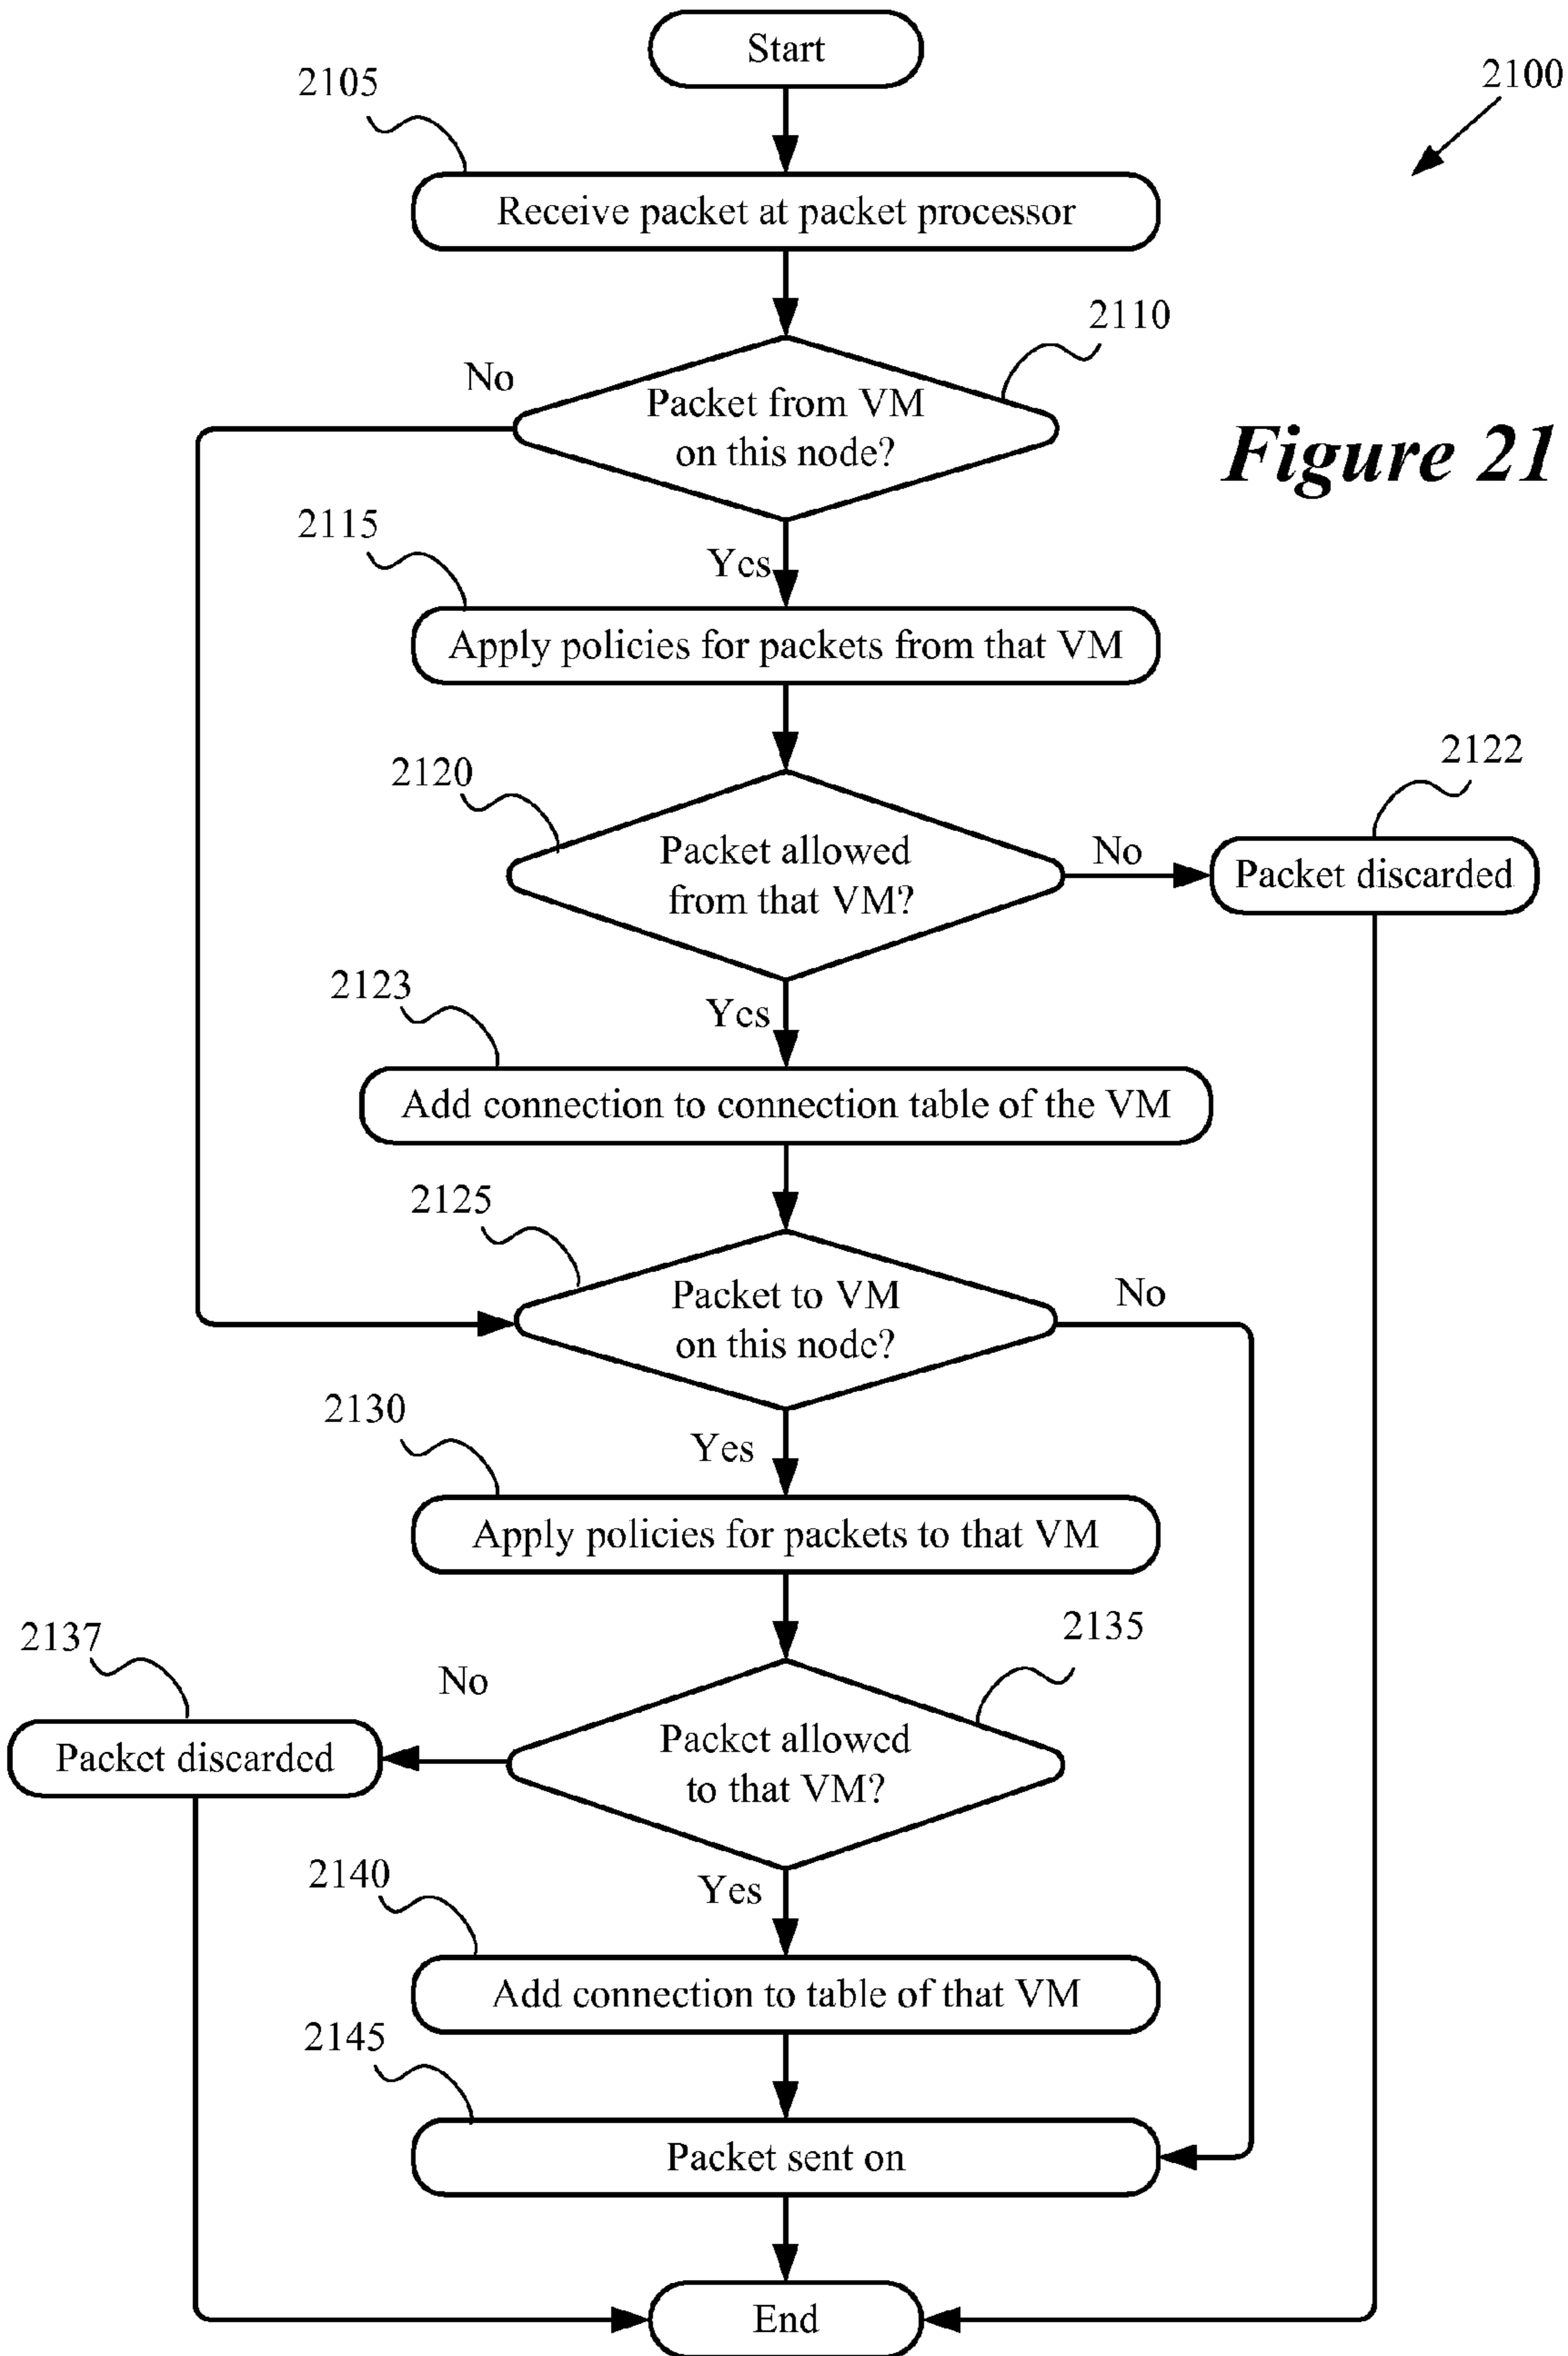 Start
2105
2100
Receive packet at packet processor
2110
No
Packet from VM
on this node?
Figure 21
2115
Yes
Apply policies for packets from that VM
2120
2122
Packet allowed
from that VM?
No
Packet discarded
2123
Yes
Add connection to connection table of the VM
2125
Packet to VM
on this node?
No
2130
Yes
Apply policies for packets to that VM
2137
2135
No
Packet discarded
Packet allowed
to that VM?
2140
Yes
Add connection to table of that VM
2145
Packet sent on
End